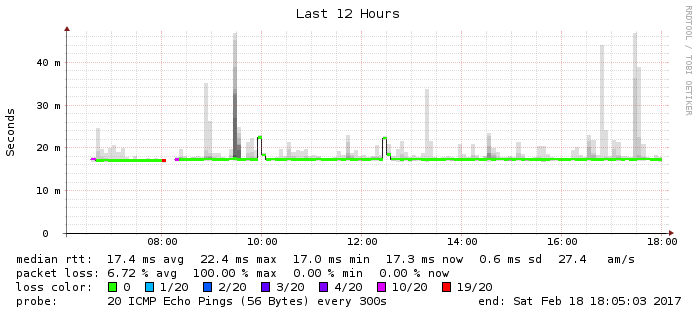 Last 12 Hours
RRDTOOL / TOBI OETIKER
Seconds
40 m
30 m
20 m
10 m
0
08:00 10:00 12:00 14:00 16:00 18:00
median rtt: 17.4 ms avg 22.4 ms max 17.0 ms min 17.3 ms now 0.6 ms sd 27.4 am/s
packet loss: 6.72 % avg 100.00 % max 0.00 % min 0.00 % now
loss color: 0 1/20 2/20 3/20 4/20 10/20 19/20
probe: 20 ICMP Echo Pings (56 Bytes) every 300s end: Sat Feb 18 18:05:03 2017